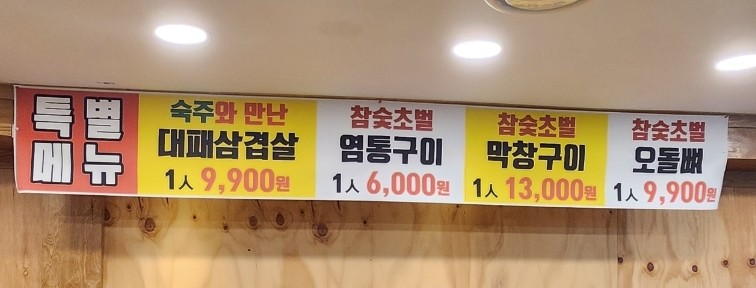 특별
메뉴
숙주와 만난
대패삼겹살
1人 9,900원
참숯초벌
염통구이
1人 6,000원
참숯초벌
막창구이
1人 13,000원
참숯초벌
오돌뼈
1人 9,900원